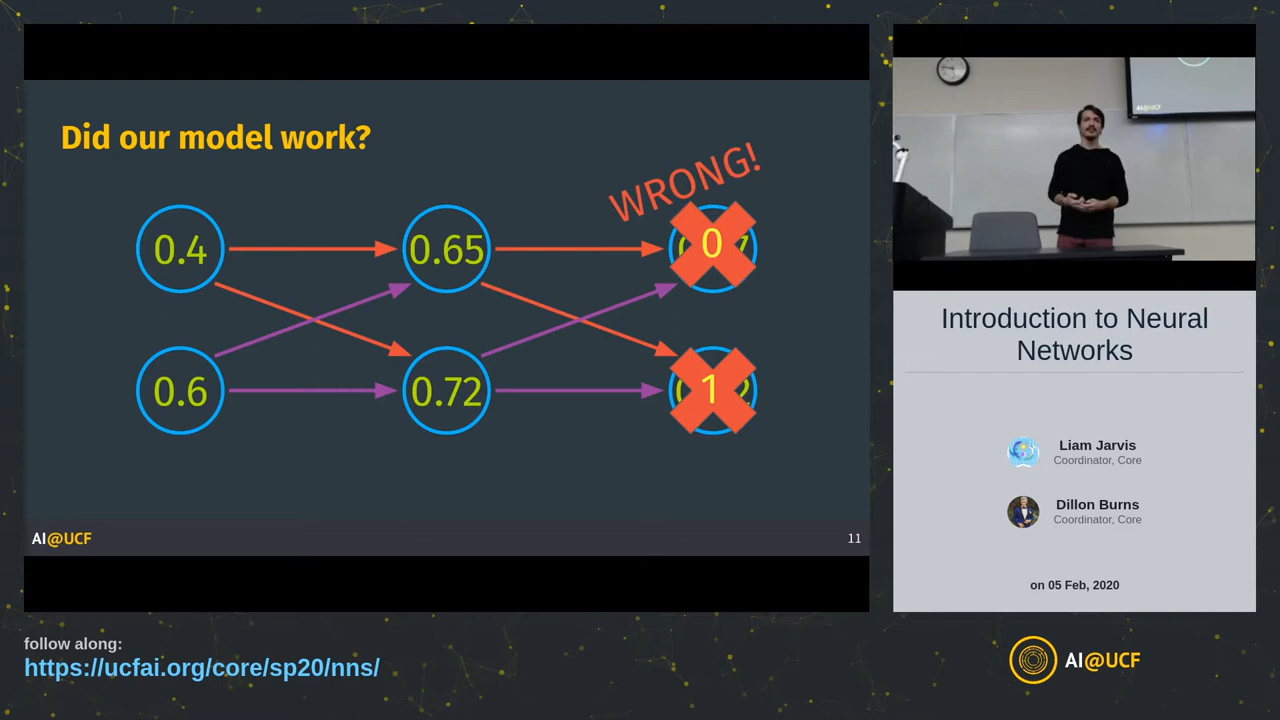 Did our model work?
WRONG!
0.4
0.65
0
0.6
0.72
1
AI@UCF
11
AI@UCF
Introduction to Neural
Networks
Liam Jarvis
Coordinator, Core
Dillon Burns
Coordinator, Core
on 05 Feb, 2020
follow along:
https://ucfai.org/core/sp20/nns/
AI@UCF